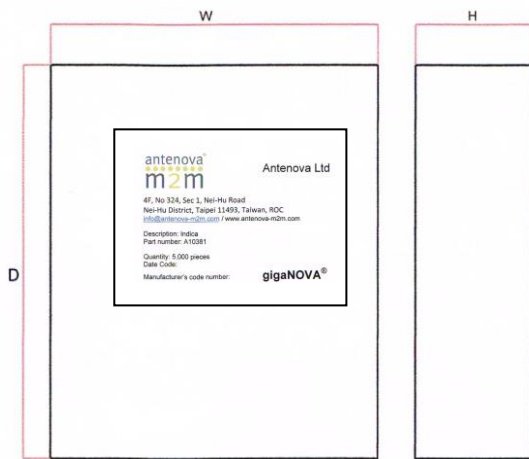 W
H
D
antenova
m2m
Antenova Ltd
4F, No 324, Sec 1, Nei-Hu Road
Nei-Hu District, Taipei 11493, Taiwan, ROC
info@antenova-m2m.com / www.antenova-m2m.com
Description: Indica
Part number: A10381
Quantity: 5.000 pieces
Date Code:
Manufacturer's code number:
gigaNOVA®